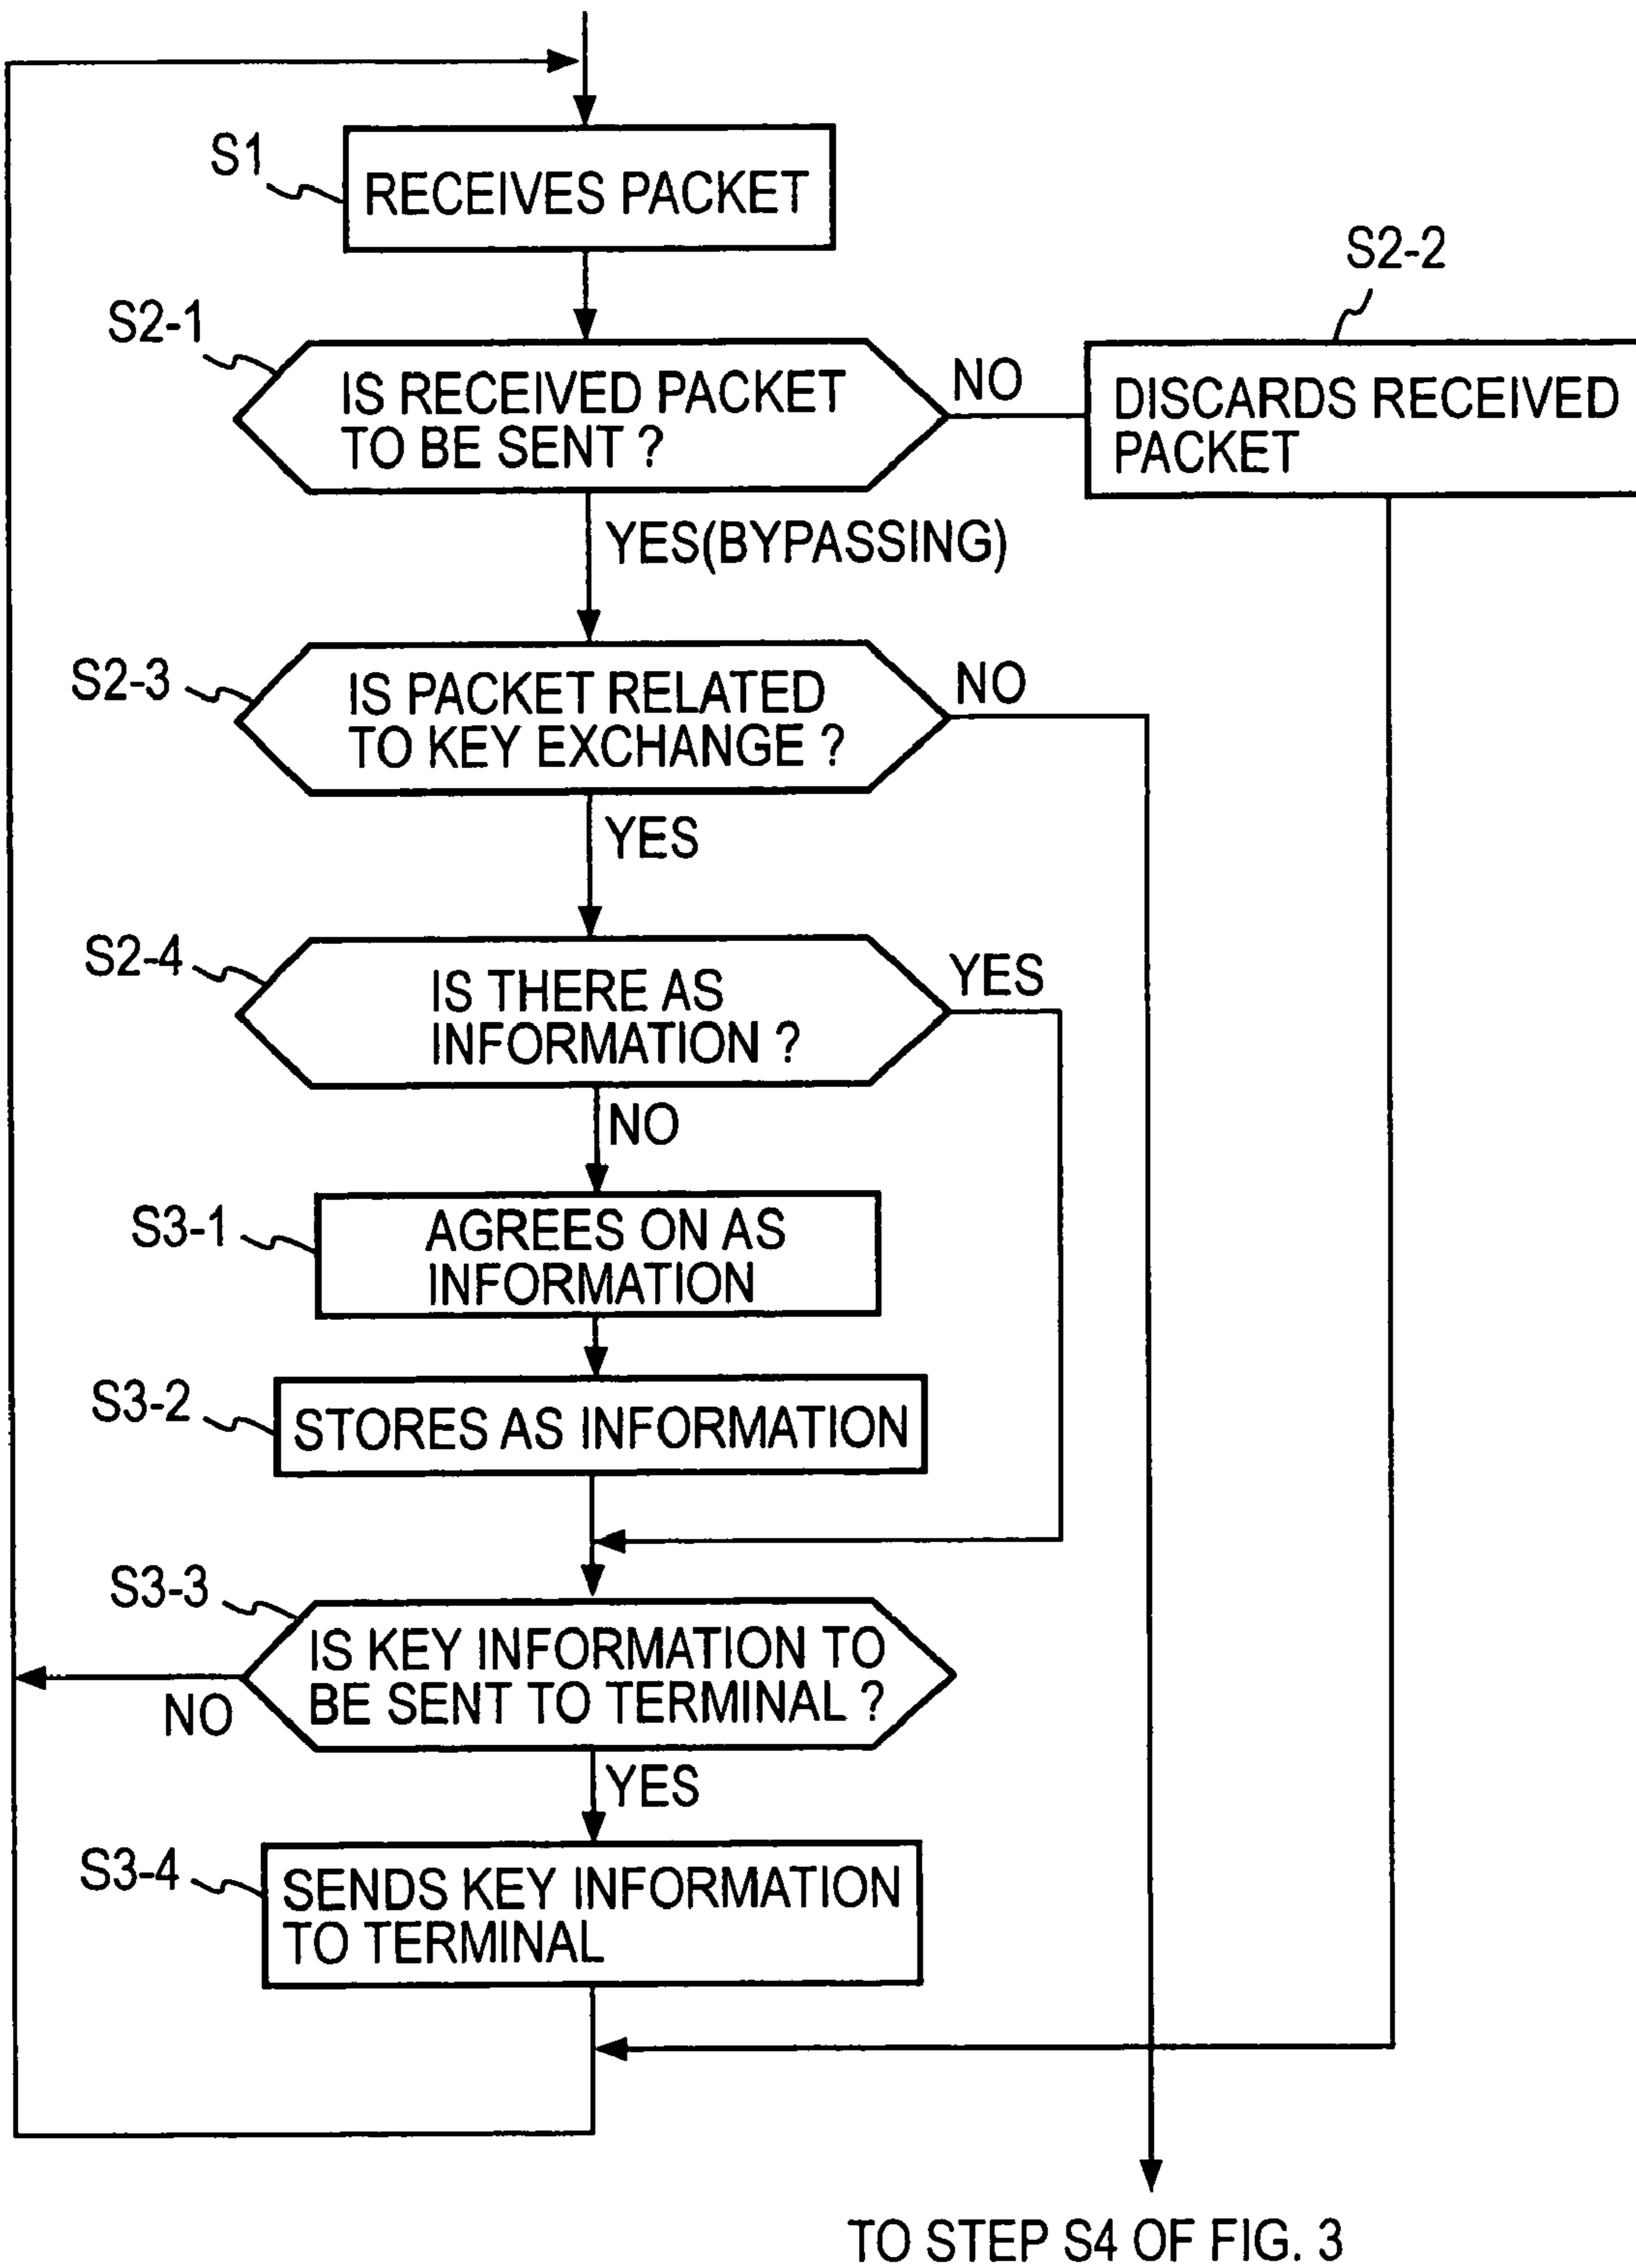 S1
RECEIVES PACKET
S2-1
IS RECEIVED PACKET
TO BE SENT ?
NO
S2-2
DISCARDS RECEIVED
PACKET
YES(BYPASSING)
S2-3
IS PACKET RELATED
TO KEY EXCHANGE ?
NO
YES
S2-4
IS THERE AS
INFORMATION ?
YES
NO
S3-1
AGREES ON AS
INFORMATION
S3-2
STORES AS INFORMATION
S3-3
IS KEY INFORMATION TO
BE SENT TO TERMINAL ?
NO
YES
S3-4
SENDS KEY INFORMATION
TO TERMINAL
TO STEP S4 OF FIG. 3